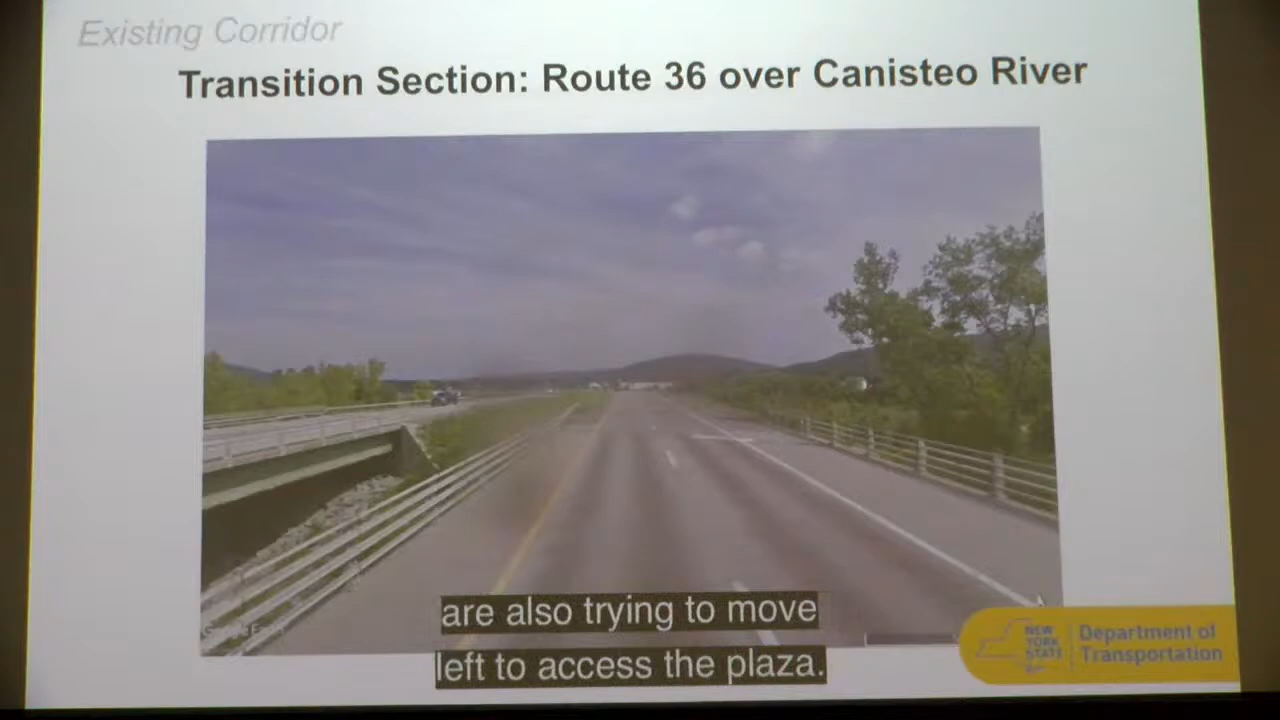 Existing Corridor
Transition Section: Route 36 over Canisteo River
are also trying to move
left to access the plaza.
NEW
YORK
STATE
Department of
Transportation